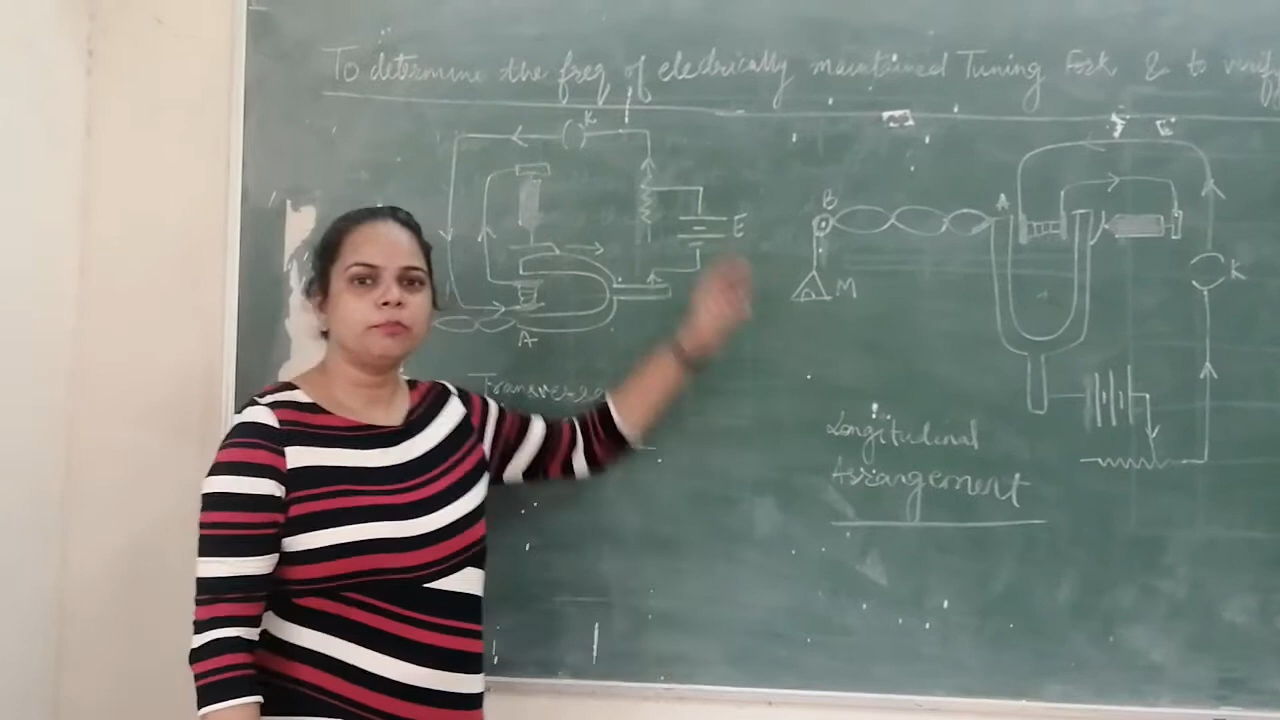 To determine the freq of electrically maintained Tuning Fork & to verify
K
E
A
B
A
M
K
Longitudinal
Arrangement